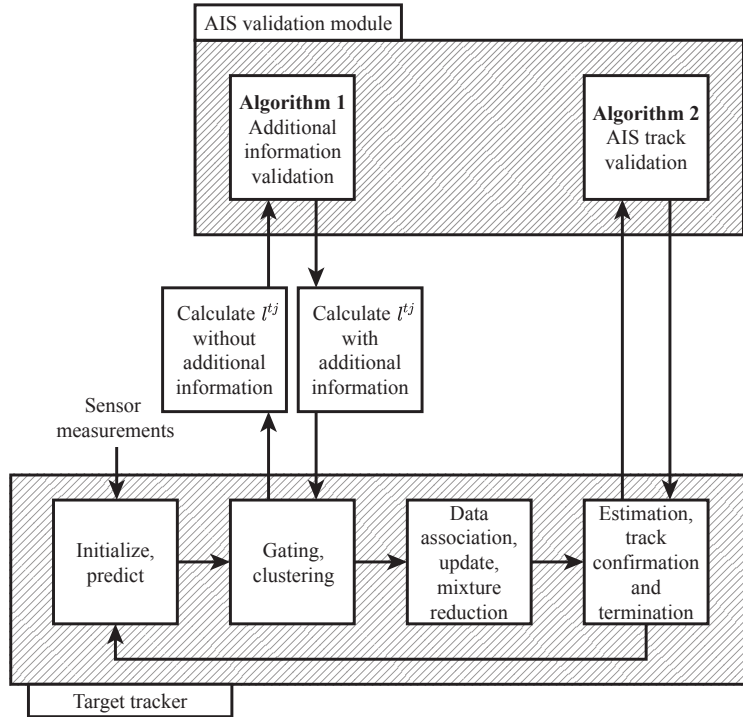 AIS validation module
Algorithm 1
Additional
information
validation
Algorithm 2
AIS track
validation
Calculate l^{tj}
without
additional
information
Calculate l^{tj}
with
additional
information
Sensor
measurements
Initialize,
predict
Gating,
clustering
Data
association,
update,
mixture
reduction
Estimation,
track
confirmation
and
termination
Target tracker